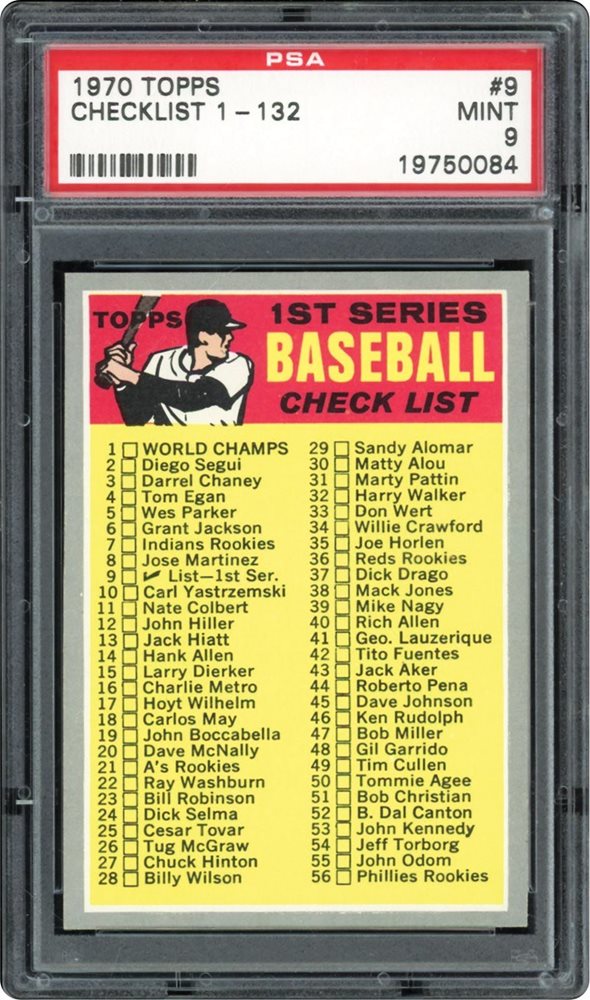 PSA
1970 TOPPS #9
CHECKLIST 1 - 132 MINT
9
19750084
TOPPS
1ST SERIES
BASEBALL
CHECK LIST
1 WORLD CHAMPS
2 Diego Segui
3 Darrel Chaney
4 Tom Egan
5 Wes Parker
6 Grant Jackson
7 Indians Rookies
8 Jose Martinez
9 ✓ List—1st Ser.
10 Carl Yastrzemski
11 Nate Colbert
12 John Hiller
13 Jack Hiatt
14 Hank Allen
15 Larry Dierker
16 Charlie Metro
17 Hoyt Wilhelm
18 Carlos May
19 John Boccabella
20 Dave McNally
21 A's Rookies
22 Ray Washburn
23 Bill Robinson
24 Dick Selma
25 Cesar Tovar
26 Tug McGraw
27 Chuck Hinton
28 Billy Wilson
29 Sandy Alomar
30 Matty Alou
31 Marty Pattin
32 Harry Walker
33 Don Wert
34 Willie Crawford
35 Joe Horlen
36 Reds Rookies
37 Dick Drago
38 Mack Jones
39 Mike Nagy
40 Rich Allen
41 Geo. Lauzerique
42 Tito Fuentes
43 Jack Aker
44 Roberto Pena
45 Dave Johnson
46 Ken Rudolph
47 Bob Miller
48 Gil Garrido
49 Tim Cullen
50 Tommie Agee
51 Bob Christian
52 B. Dal Canton
53 John Kennedy
54 Jeff Torborg
55 John Odom
56 Phillies Rookies